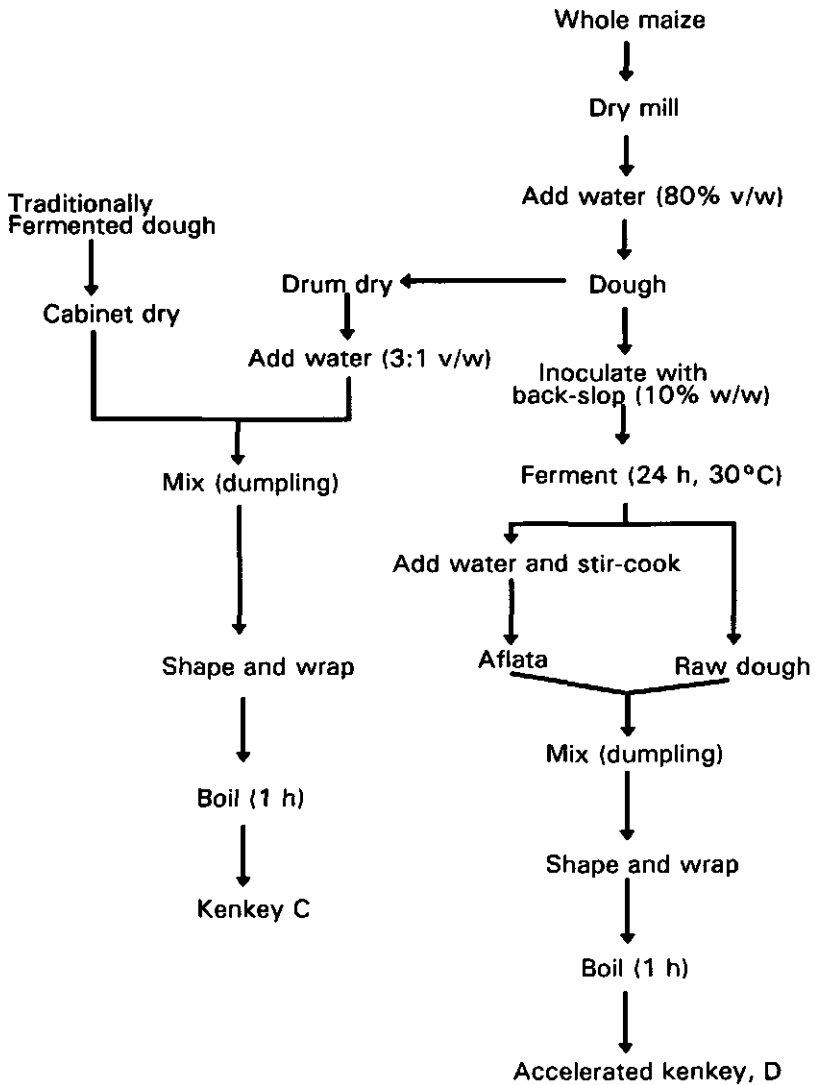 Whole maize
Dry mill
Add water (80% v/w)
Traditionally
Fermented dough
Drum dry
Dough
Cabinet dry
Add water (3:1 v/w)
Inoculate with
back-slop (10% w/w)
Mix (dumpling)
Ferment (24 h, 30°C)
Add water and stir-cook
Shape and wrap
Aflata
Raw dough
Mix (dumpling)
Boil (1 h)
Shape and wrap
Kenkey C
Boil (1 h)
Accelerated kenkey, D